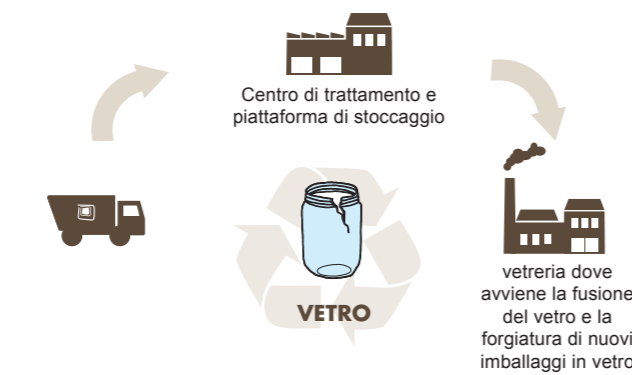 Centro di trattamento e
piattaforma di stoccaggio
VETRO
vetreria dove
avviene la fusione
del vetro e la
forgiatura di nuovi
imballaggi in vetro